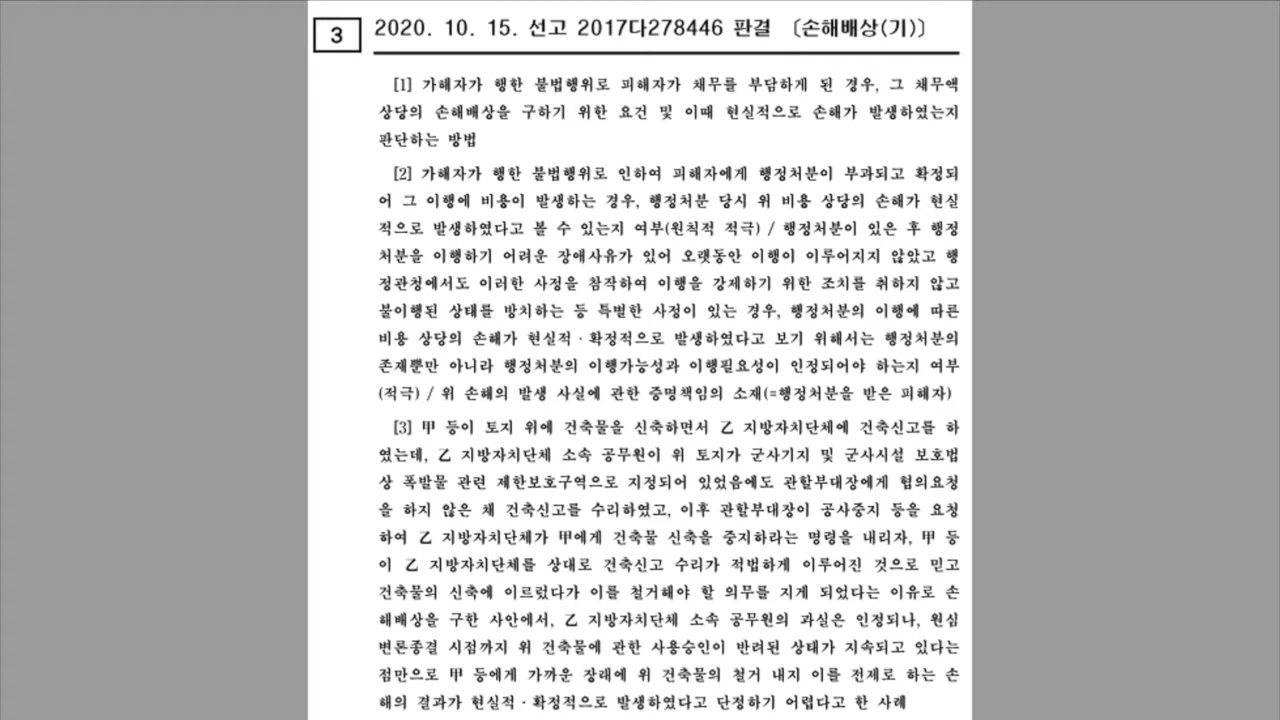 3
2020. 10. 15. 선고 2017다278446 판결 〔손해배상(기)〕
[1] 가해자가 행한 불법행위로 피해자가 채무를 부담하게 된 경우, 그 채무액
상당의 손해배상을 구하기 위한 요건 및 이때 현실적으로 손해가 발생하였는지
판단하는 방법
[2] 가해자가 행한 불법행위로 인하여 피해자에게 행정처분이 부과되고 확정되
어 그 이행에 비용이 발생하는 경우, 행정처분 당시 위 비용 상당의 손해가 현실
적으로 발생하였다고 볼 수 있는지 여부(원칙적 적극) / 행정처분이 있은 후 행정
처분을 이행하기 어려운 장애사유가 있어 오랫동안 이행이 이루어지지 않았고 행
정관청에서도 이러한 사정을 참작하여 이행을 강제하기 위한 조치를 취하지 않고
불이행된 상태를 방치하는 등 특별한 사정이 있는 경우, 행정처분의 이행에 따른
비용 상당의 손해가 현실적·확정적으로 발생하였다고 보기 위해서는 행정처분의
존재뿐만 아니라 행정처분의 이행가능성과 이행필요성이 인정되어야 하는지 여부
(적극) / 위 손해의 발생 사실에 관한 증명책임의 소재(=행정처분을 받은 피해자)
[3] 甲 등이 토지 위에 건축물을 신축하면서 乙 지방자치단체에 건축신고를 하
였는데, 乙 지방자치단체 소속 공무원이 위 토지가 군사기지 및 군사시설 보호법
상 폭발물 관련 제한보호구역으로 지정되어 있었음에도 관할부대장에게 협의요청
을 하지 않은 채 건축신고를 수리하였고, 이후 관할부대장이 공사중지 등을 요청
하여 乙 지방자치단체가 甲에게 건축물 신축을 중지하라는 명령을 내리자, 甲 등
이 乙 지방자치단체를 상대로 건축신고 수리가 적법하게 이루어진 것으로 믿고
건축물의 신축에 이르렀다가 이를 철거해야 할 의무를 지게 되었다는 이유로 손
해배상을 구한 사안에서, 乙 지방자치단체 소속 공무원의 과실은 인정되나, 원심
변론종결 시점까지 위 건축물에 관한 사용승인이 반려된 상태가 지속되고 있다는
점만으로 甲 등에게 가까운 장래에 위 건축물의 철거 내지 이를 전제로 하는 손
해의 결과가 현실적·확정적으로 발생하였다고 단정하기 어렵다고 한 사례